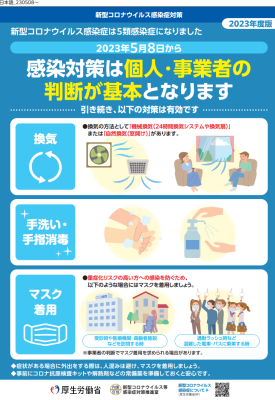 日本語_230508~
新型コロナウイルス感染症対策
2023年度版
新型コロナウイルス感染症は5類感染症になりました
2023年5月8日から
感染対策は個人・事業者の
判断が基本となります
引き続き、以下の対策は有効です
換気
●換気の方法として「機械換気（24時間換気システムや換気扇）」
または「自然換気（窓開け）」があります。
手洗い・
手指消毒
マスク
着用
●重症化リスクの高い方への感染を防ぐため、
以下のような場合にはマスクを着用しましょう。
受診時や医療機関・高齢者施設
などを訪問する時
通勤ラッシュ時など
混雑した電車・バスに乗車する時
※事業者の判断でマスク着用を求められる場合があります。
◆症状がある場合に外出をする際は、人混みは避け、マスクを着用しましょう。
◆事前にコロナ抗原検査キットや解熱剤などの常備薬を準備しておくと安心です。
厚生労働省
新型コロナウイルス等
感染症対策推進室
新型コロナウイルス
感染症について